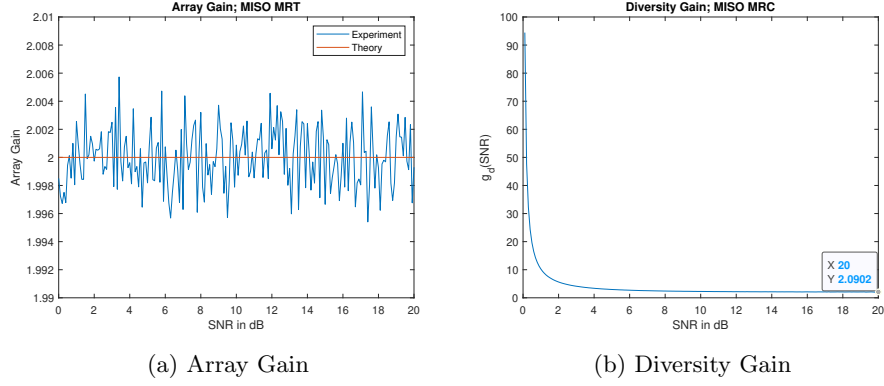 Array Gain; MISO MRT
2.01
2.008
2.006
2.004
2.002
2
1.998
1.996
1.994
1.992
1.99
Array Gain
Experiment
Theory
0 2 4 6 8 10 12 14 16 18 20
SNR in dB
(a) Array Gain
Diversity Gain; MISO MRC
100
90
80
70
60
50
40
30
20
10
0
g_d(SNR)
X 20
Y 2.0902
0 2 4 6 8 10 12 14 16 18 20
SNR in dB
(b) Diversity Gain